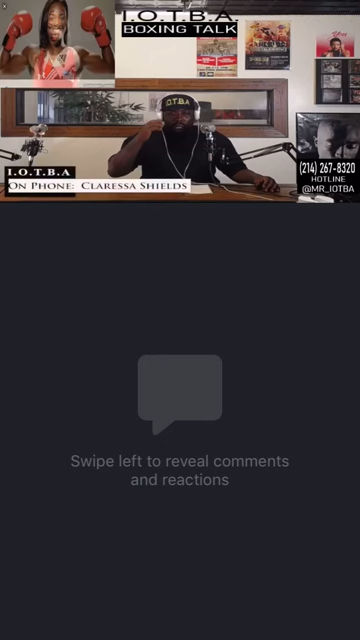 I.O.T.B.A.
BOXING TALK
I.O.T.B.A
I.O.T.B.A
ON PHONE: CLARESSA SHIELDS
(214) 267-8320
HOTLINE
@MR_IOTBA
Swipe left to reveal comments
and reactions